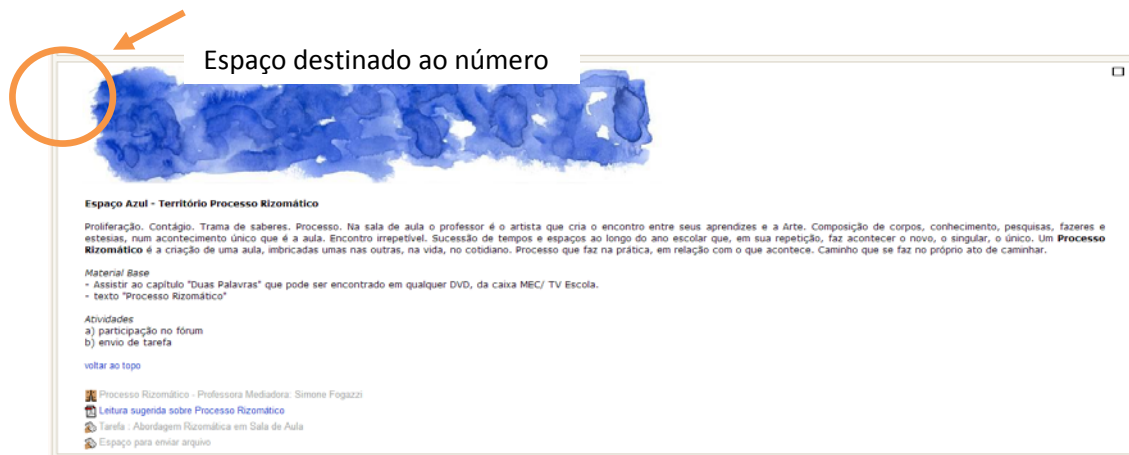 Espaço destinado ao número
Espaço Azul - Território Processo Rizomático
Proliferação. Contágio. Trama de saberes. Processo. Na sala de aula o professor é o artista que cria o encontro entre seus aprendizes e a Arte. Composição de corpos, conhecimento, pesquisas, fazeres e
estesias, num acontecimento único que é a aula. Encontro irrepetível. Sucessão de tempos e espaços ao longo do ano escolar que, em sua repetição, faz acontecer o novo, o singular, o único. Um Processo
Rizomático é a criação de uma aula, imbricadas umas nas outras, na vida, no cotidiano. Processo que faz na prática, em relação com o que acontece. Caminho que se faz no próprio ato de caminhar.
Material Base
- Assistir ao capítulo "Duas Palavras" que pode ser encontrado em qualquer DVD, da caixa MEC/ TV Escola.
- texto "Processo Rizomático"
Atividades
a) participação no fórum
b) envio de tarefa
voltar ao topo
Processo Rizomático - Professora Mediadora: Simone Fogazzi
Leitura sugerida sobre Processo Rizomático
Tarefa : Abordagem Rizomática em Sala de Aula
Espaço para enviar arquivo